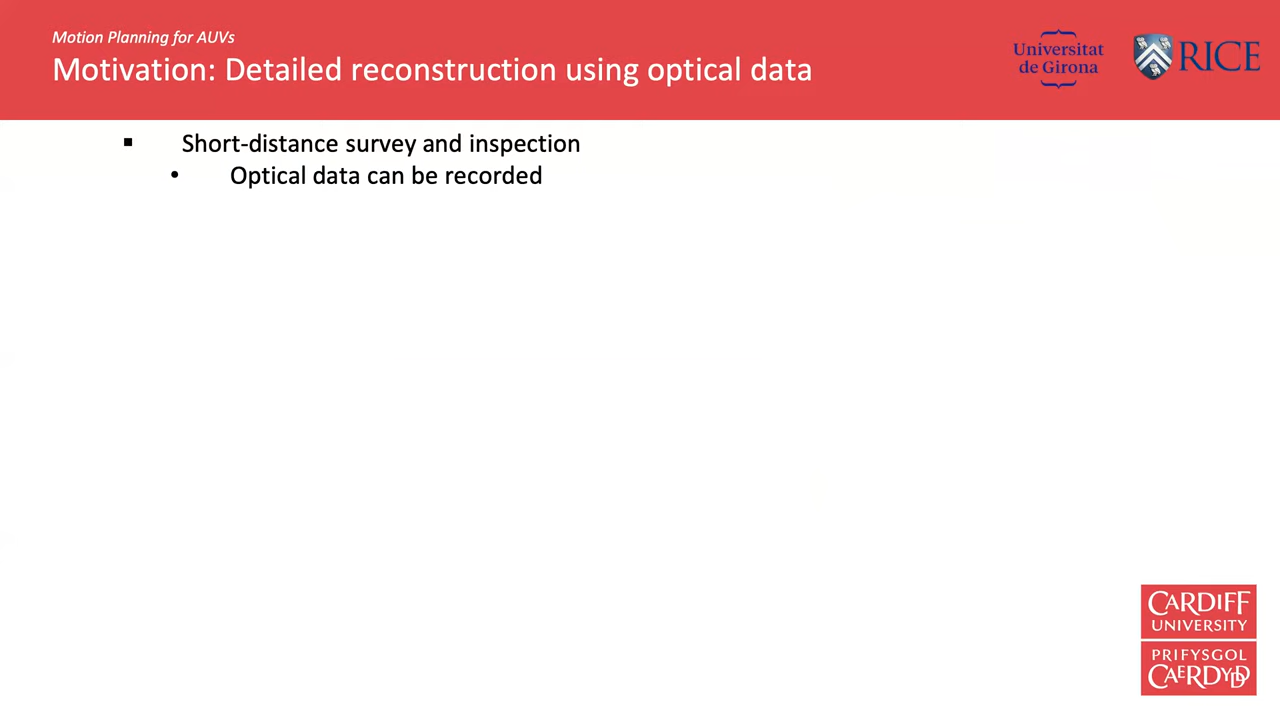 Motion Planning for AUVs
Motivation: Detailed reconstruction using optical data
Universitat
de Girona
RICE
▪ Short-distance survey and inspection
• Optical data can be recorded
CARDIFF
UNIVERSITY
PRIFYSGOL
CAERDYDD